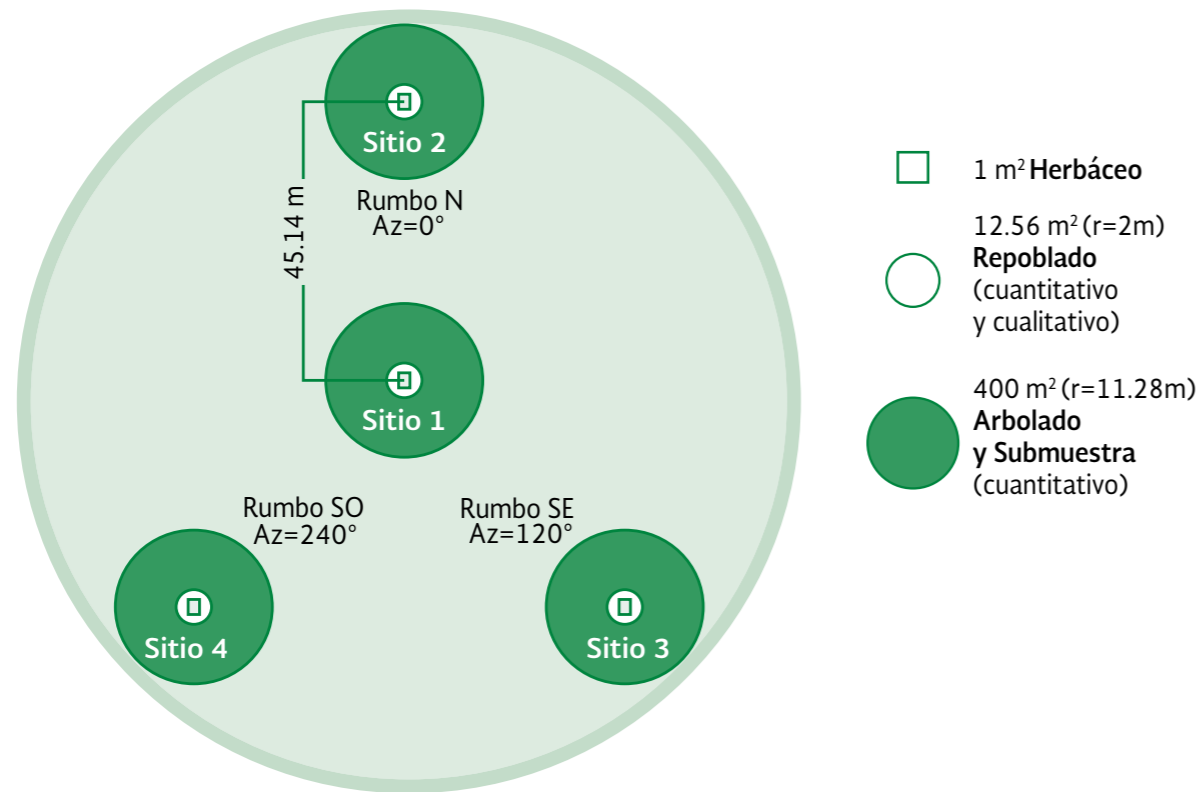 Sitio 2
Rumbo N
Az=0°
45.14 m
Sitio 1
Rumbo SO
Az=240°
Rumbo SE
Az=120°
Sitio 4
Sitio 3
1 m² Herbáceo
12.56 m² (r=2m)
Repoblado
(cuantitativo
y cualitativo)
400 m² (r=11.28m)
Arbolado
y Submuestra
(cuantitativo)